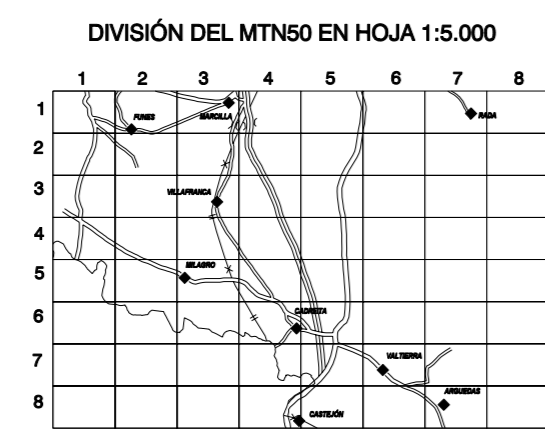 DIVISIÓN DEL MTN50 EN HOJA 1:5.000
1 2 3 4 5 6 7 8
1
FUNES
MARCILLA
RADA
2
3
VILLAFRANCA
4
5
MILAGRO
6
CADREITA
7
VALTIERRA
8
ARGUEDAS
CASTEJÓN